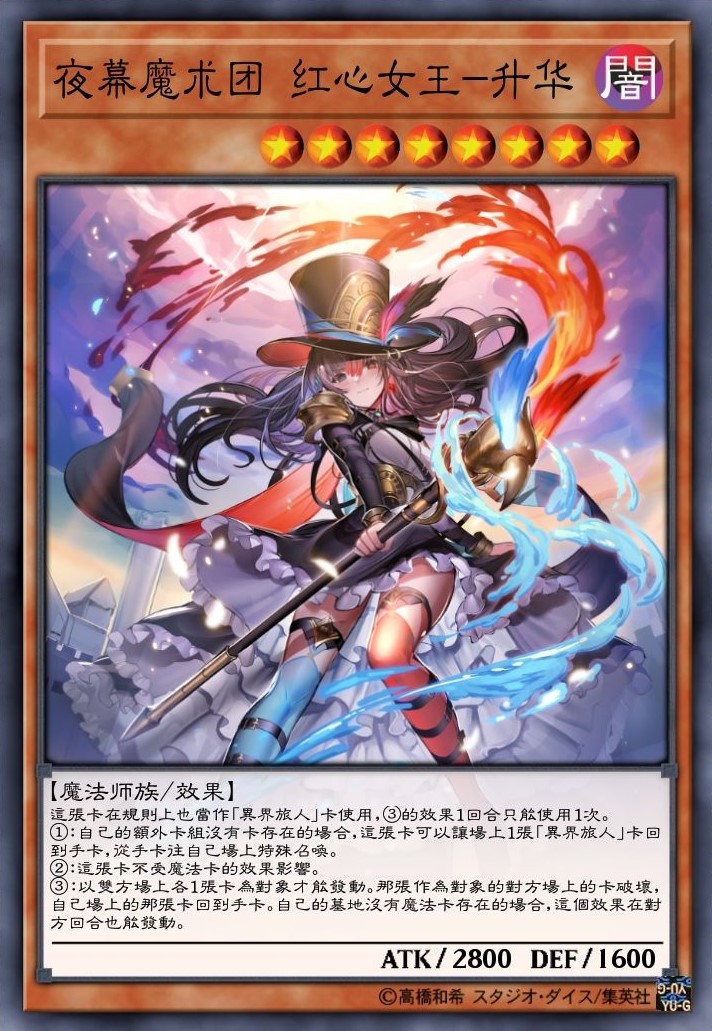 夜幕魔术团 红心女王-升华
闇
【魔法师族/效果】
這張卡在規則上也當作「異界旅人」卡使用,③的效果1回合只能使用1次。
①:自己的額外卡組沒有卡存在的場合,這張卡可以讓場上1張「異界旅人」卡回
到手卡,從手卡往自己場上特殊召喚。
②:這張卡不受魔法卡的效果影響。
③:以雙方場上各1張卡為對象才能發動。那張作為對象的對方場上的卡破壞,
自己場上的那張卡回到手卡。自己的墓地沒有魔法卡存在的場合,這個效果在對
方回合也能發動。
ATK/2800 DEF/1600
©高橋和希 スタジオ・ダイス/集英社
YU-G